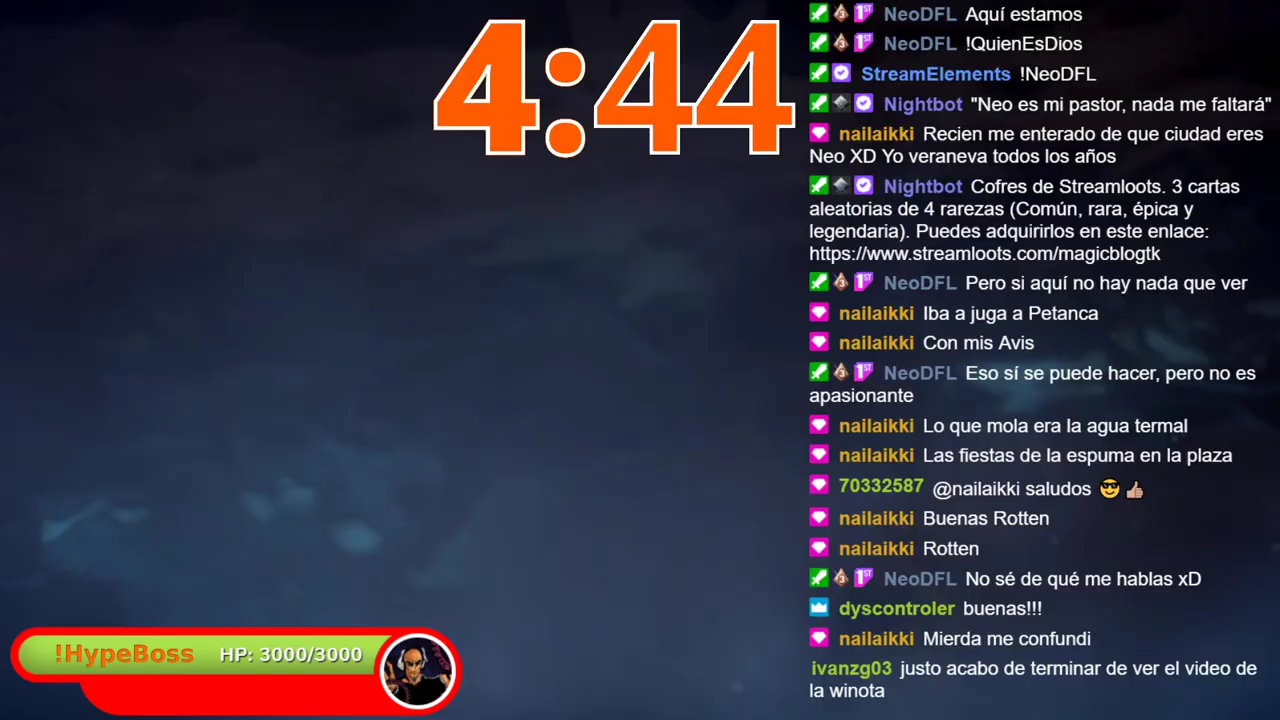 4:44
NeoDFL Aquí estamos
NeoDFL !QuienEsDios
StreamElements !NeoDFL
Nightbot "Neo es mi pastor, nada me faltará"
nailaikki Recien me enterado de que ciudad eres
Neo XD Yo veraneva todos los años
Nightbot Cofres de Streamloots. 3 cartas
aleatorias de 4 rarezas (Común, rara, épica y
legendaria). Puedes adquirirlos en este enlace:
https://www.streamloots.com/magicblogtk
NeoDFL Pero si aquí no hay nada que ver
nailaikki Iba a juga a Petanca
nailaikki Con mis Avis
NeoDFL Eso sí se puede hacer, pero no es
apasionante
nailaikki Lo que mola era la agua termal
nailaikki Las fiestas de la espuma en la plaza
70332587 @nailaikki saludos 😎👍🏽
nailaikki Buenas Rotten
nailaikki Rotten
NeoDFL No sé de qué me hablas xD
dyscontroler buenas!!!
nailaikki Mierda me confundi
ivanzg03 justo acabo de terminar de ver el video de
la winota
!HypeBoss HP: 3000/3000